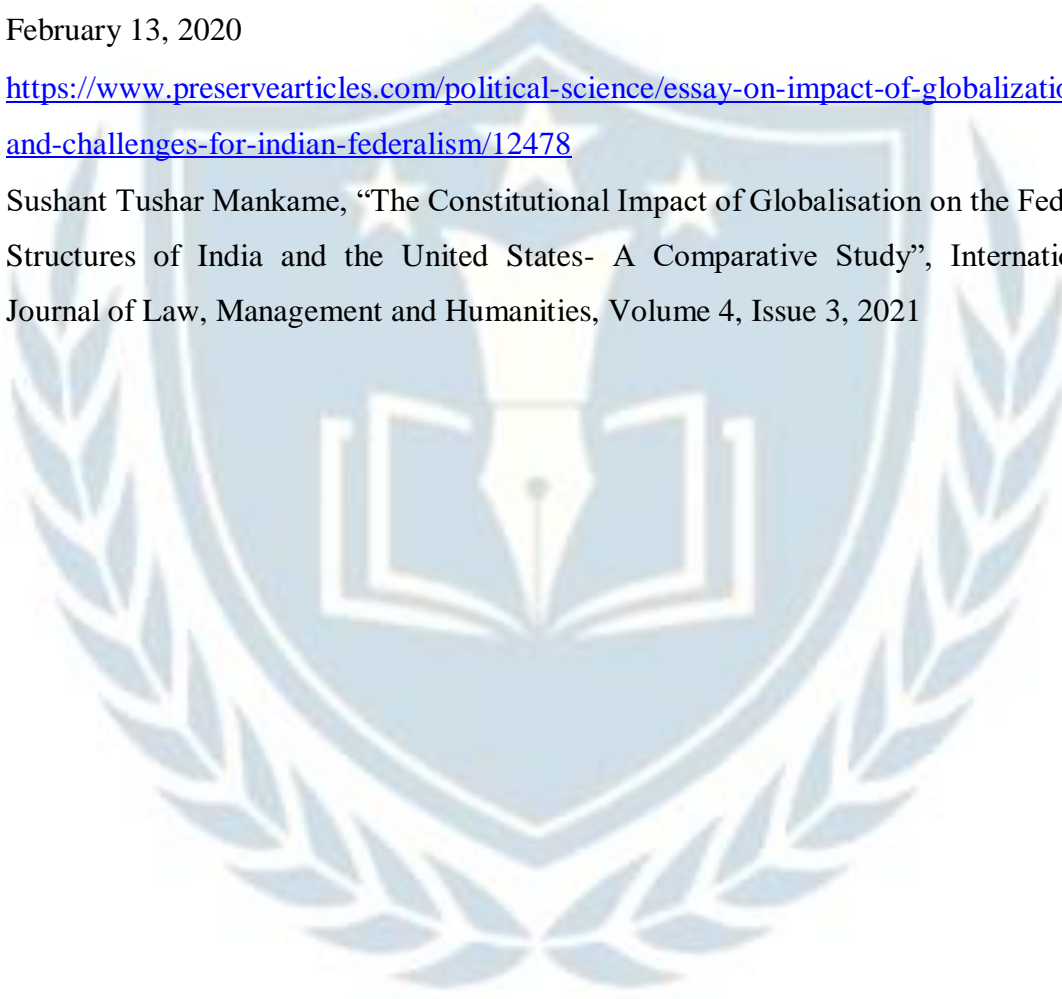 February 13, 2020
https://www.preservearticles.com/political-science/essay-on-impact-of-globalizatio
and-challenges-for-indian-federalism/12478
Sushant Tushar Mankame, “The Constitutional Impact of Globalisation on the Fed
Structures of India and the United States- A Comparative Study”, Internatio
Journal of Law, Management and Humanities, Volume 4, Issue 3, 2021